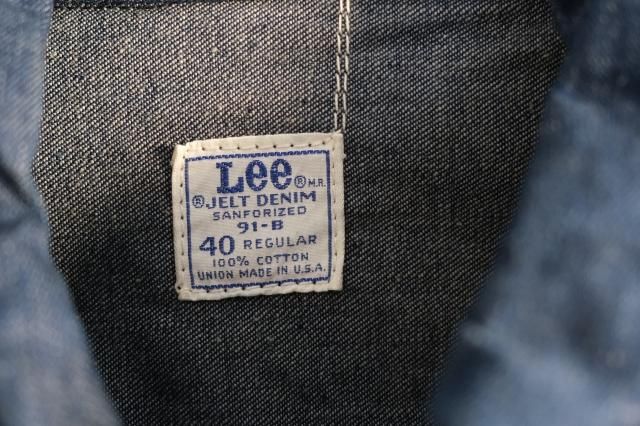 Lee® M.R.
®JELT DENIM
SANFORIZED
91-B
40 REGULAR
100% COTTON
UNION MADE IN U.S.A.